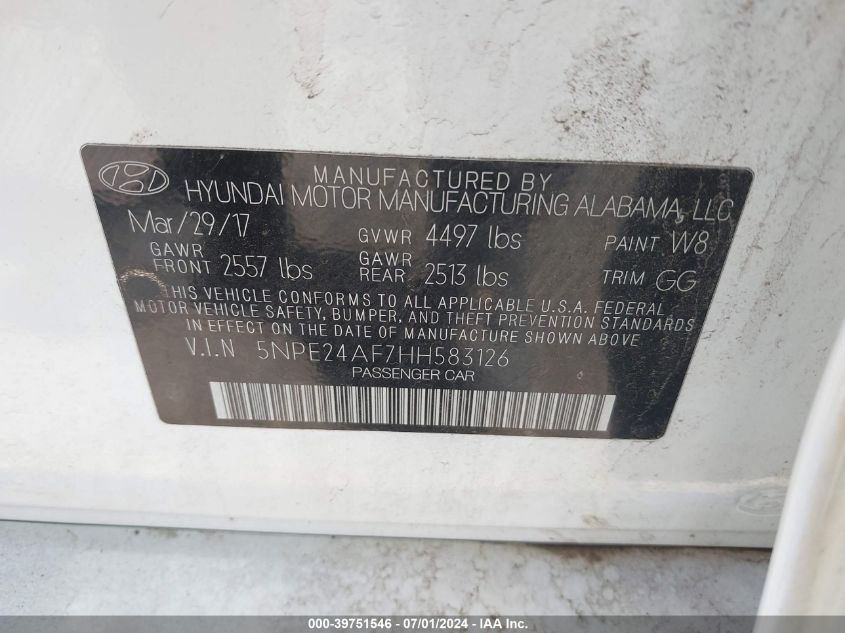 MANUFACTURED BY
HYUNDAI MOTOR MANUFACTURING ALABAMA, LLC
Mar/29/17 GVWR 4497 lbs PAINT W8
GAWR FRONT 2557 lbs GAWR REAR 2513 lbs TRIM GG
THIS VEHICLE CONFORMS TO ALL APPLICABLE U.S.A. FEDERAL
MOTOR VEHICLE SAFETY, BUMPER, AND THEFT PREVENTION STANDARDS
IN EFFECT ON THE DATE OF MANUFACTURE SHOWN ABOVE.
V.I.N 5NPE24AF7HH583126
PASSENGER CAR
000-39751546 - 07/01/2024 - IAA Inc.